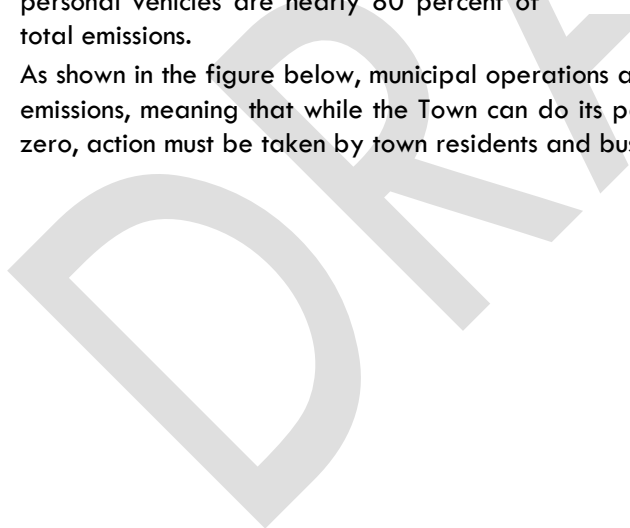 personal vehicles are nearly 80 percent of
total emissions.
As shown in the figure below, municipal operations a
emissions, meaning that while the Town can do its p
zero, action must be taken by town residents and bus
DRA